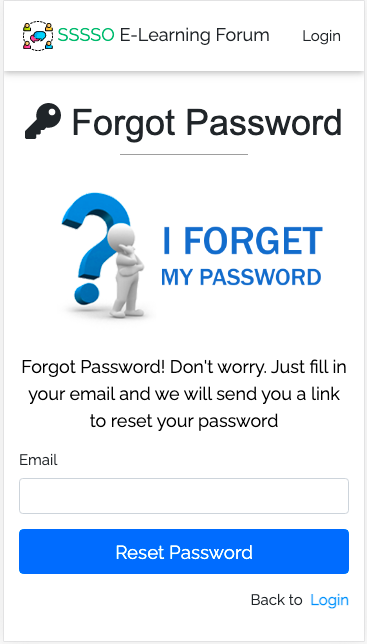 SSSSO E-Learning Forum Login
Forgot Password
I FORGET
MY PASSWORD
Forgot Password! Don't worry. Just fill in
your email and we will send you a link
to reset your password
Email
Reset Password
Back to Login